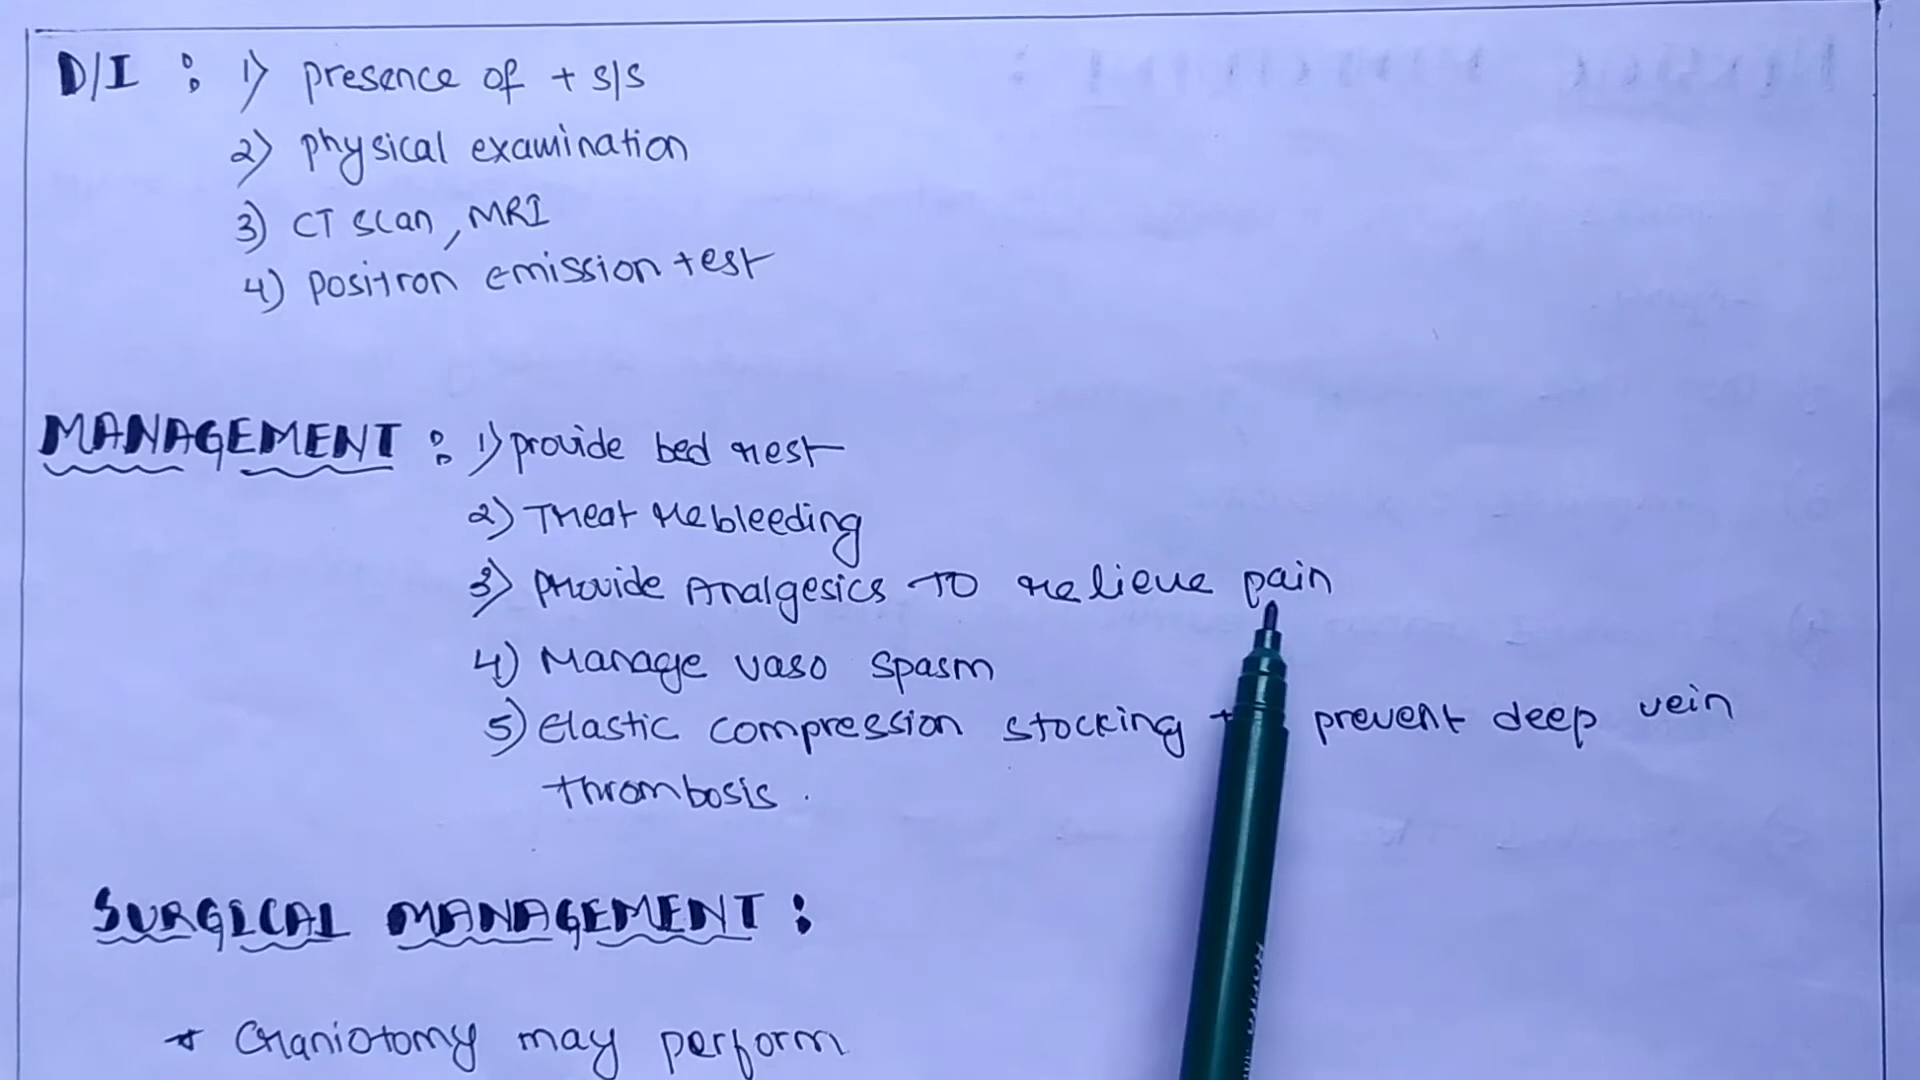 D/I : 1) presence of + s/s
2) physical examination
3) CT scan, MRI
4) Positron emission test
MANAGEMENT : 1) provide bed rest
2) Treat Rebleeding
3) provide Analgesics To relieve pain
4) Manage vaso spasm
5) Elastic compression stocking prevent deep vein
thrombosis.
SURGICAL MANAGEMENT :
* Craniotomy may perform